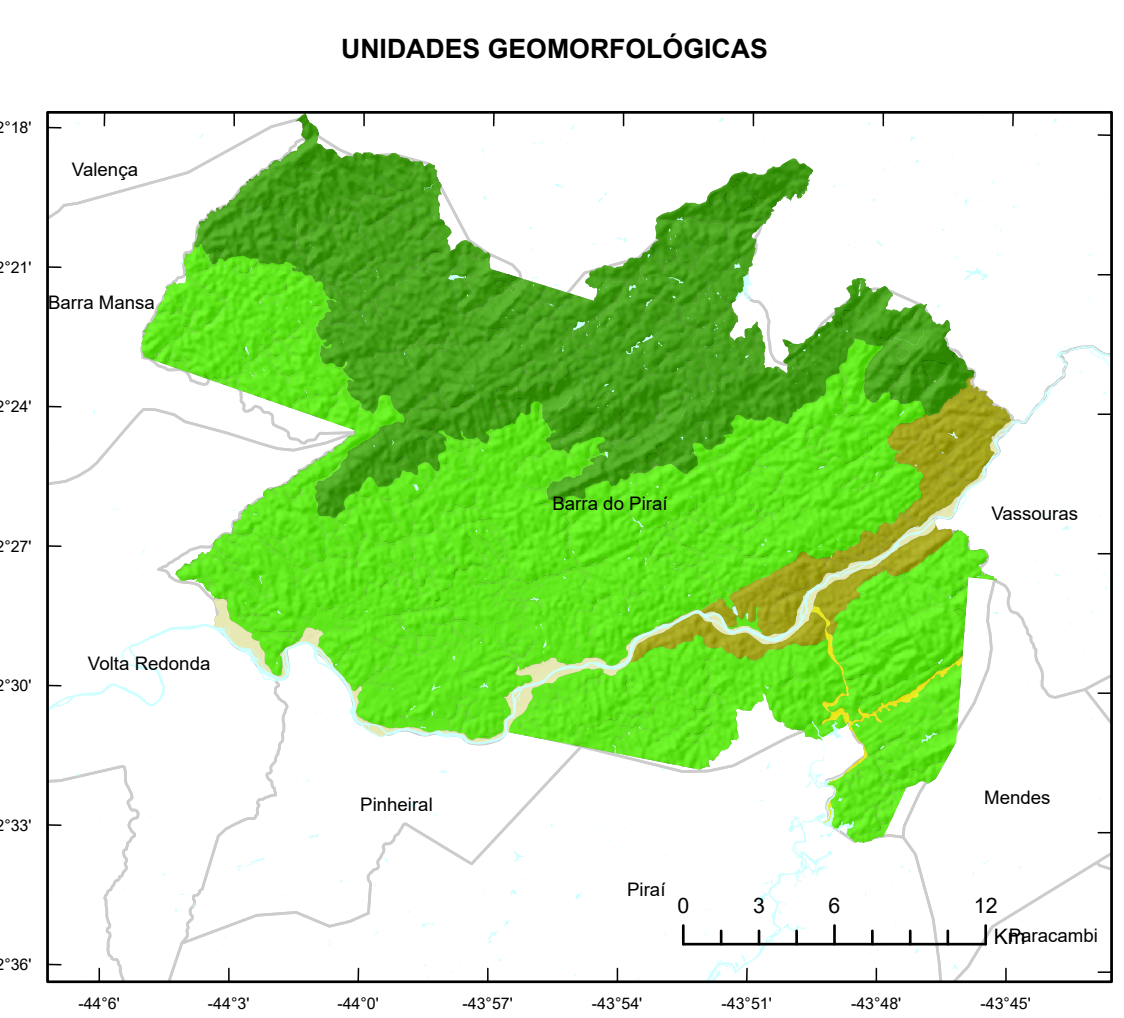 UNIDADES GEOMORFOLÓGICAS
2°18'
Valença
2°21'
Barra Mansa
2°24'
Barra do Piraí
Vassouras
2°27'
Volta Redonda
2°30'
Pinheiral
Mendes
2°33'
Piraí
0 3 6 12
Km
Paracambi
2°36'
-44°6' -44°3' -44°0' -43°57' -43°54' -43°51' -43°48' -43°45'